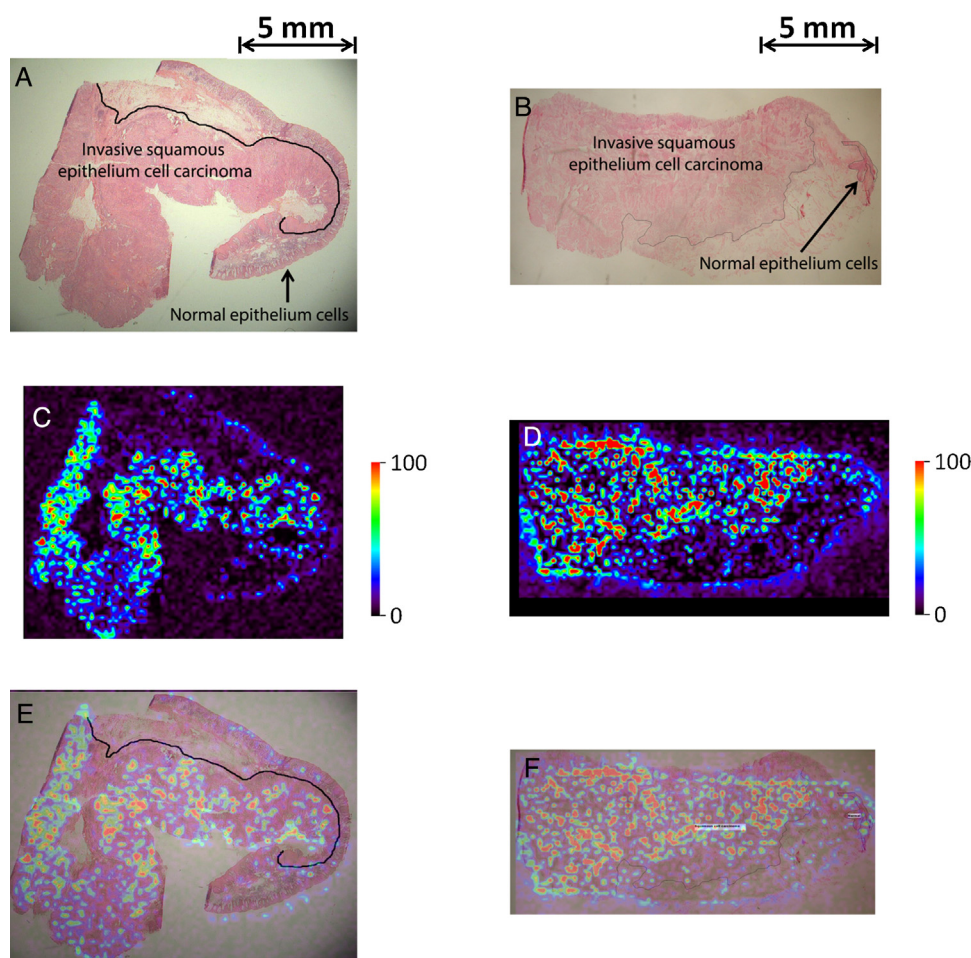 5 mm
5 mm
A
Invasive squamous
epithelium cell carcinoma
Normal epithelium cells
B
Invasive squamous
epithelium cell carcinoma
Normal epithelium cells
C
100
0
D
100
0
E
F